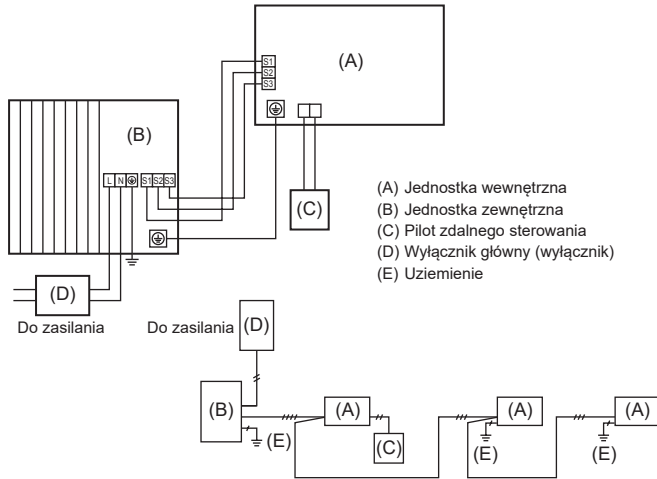 (A)
S1
S2
S3
(B)
L N S1 S2 S3
(C)
(D)
Do zasilania
(A) Jednostka wewnętrzna
(B) Jednostka zewnętrzna
(C) Pilot zdalnego sterowania
(D) Wyłącznik główny (wyłącznik)
(E) Uziemienie
Do zasilania
(D)
(B)
(E)
(A)
(C)
(A)
(E)
(A)
(E)